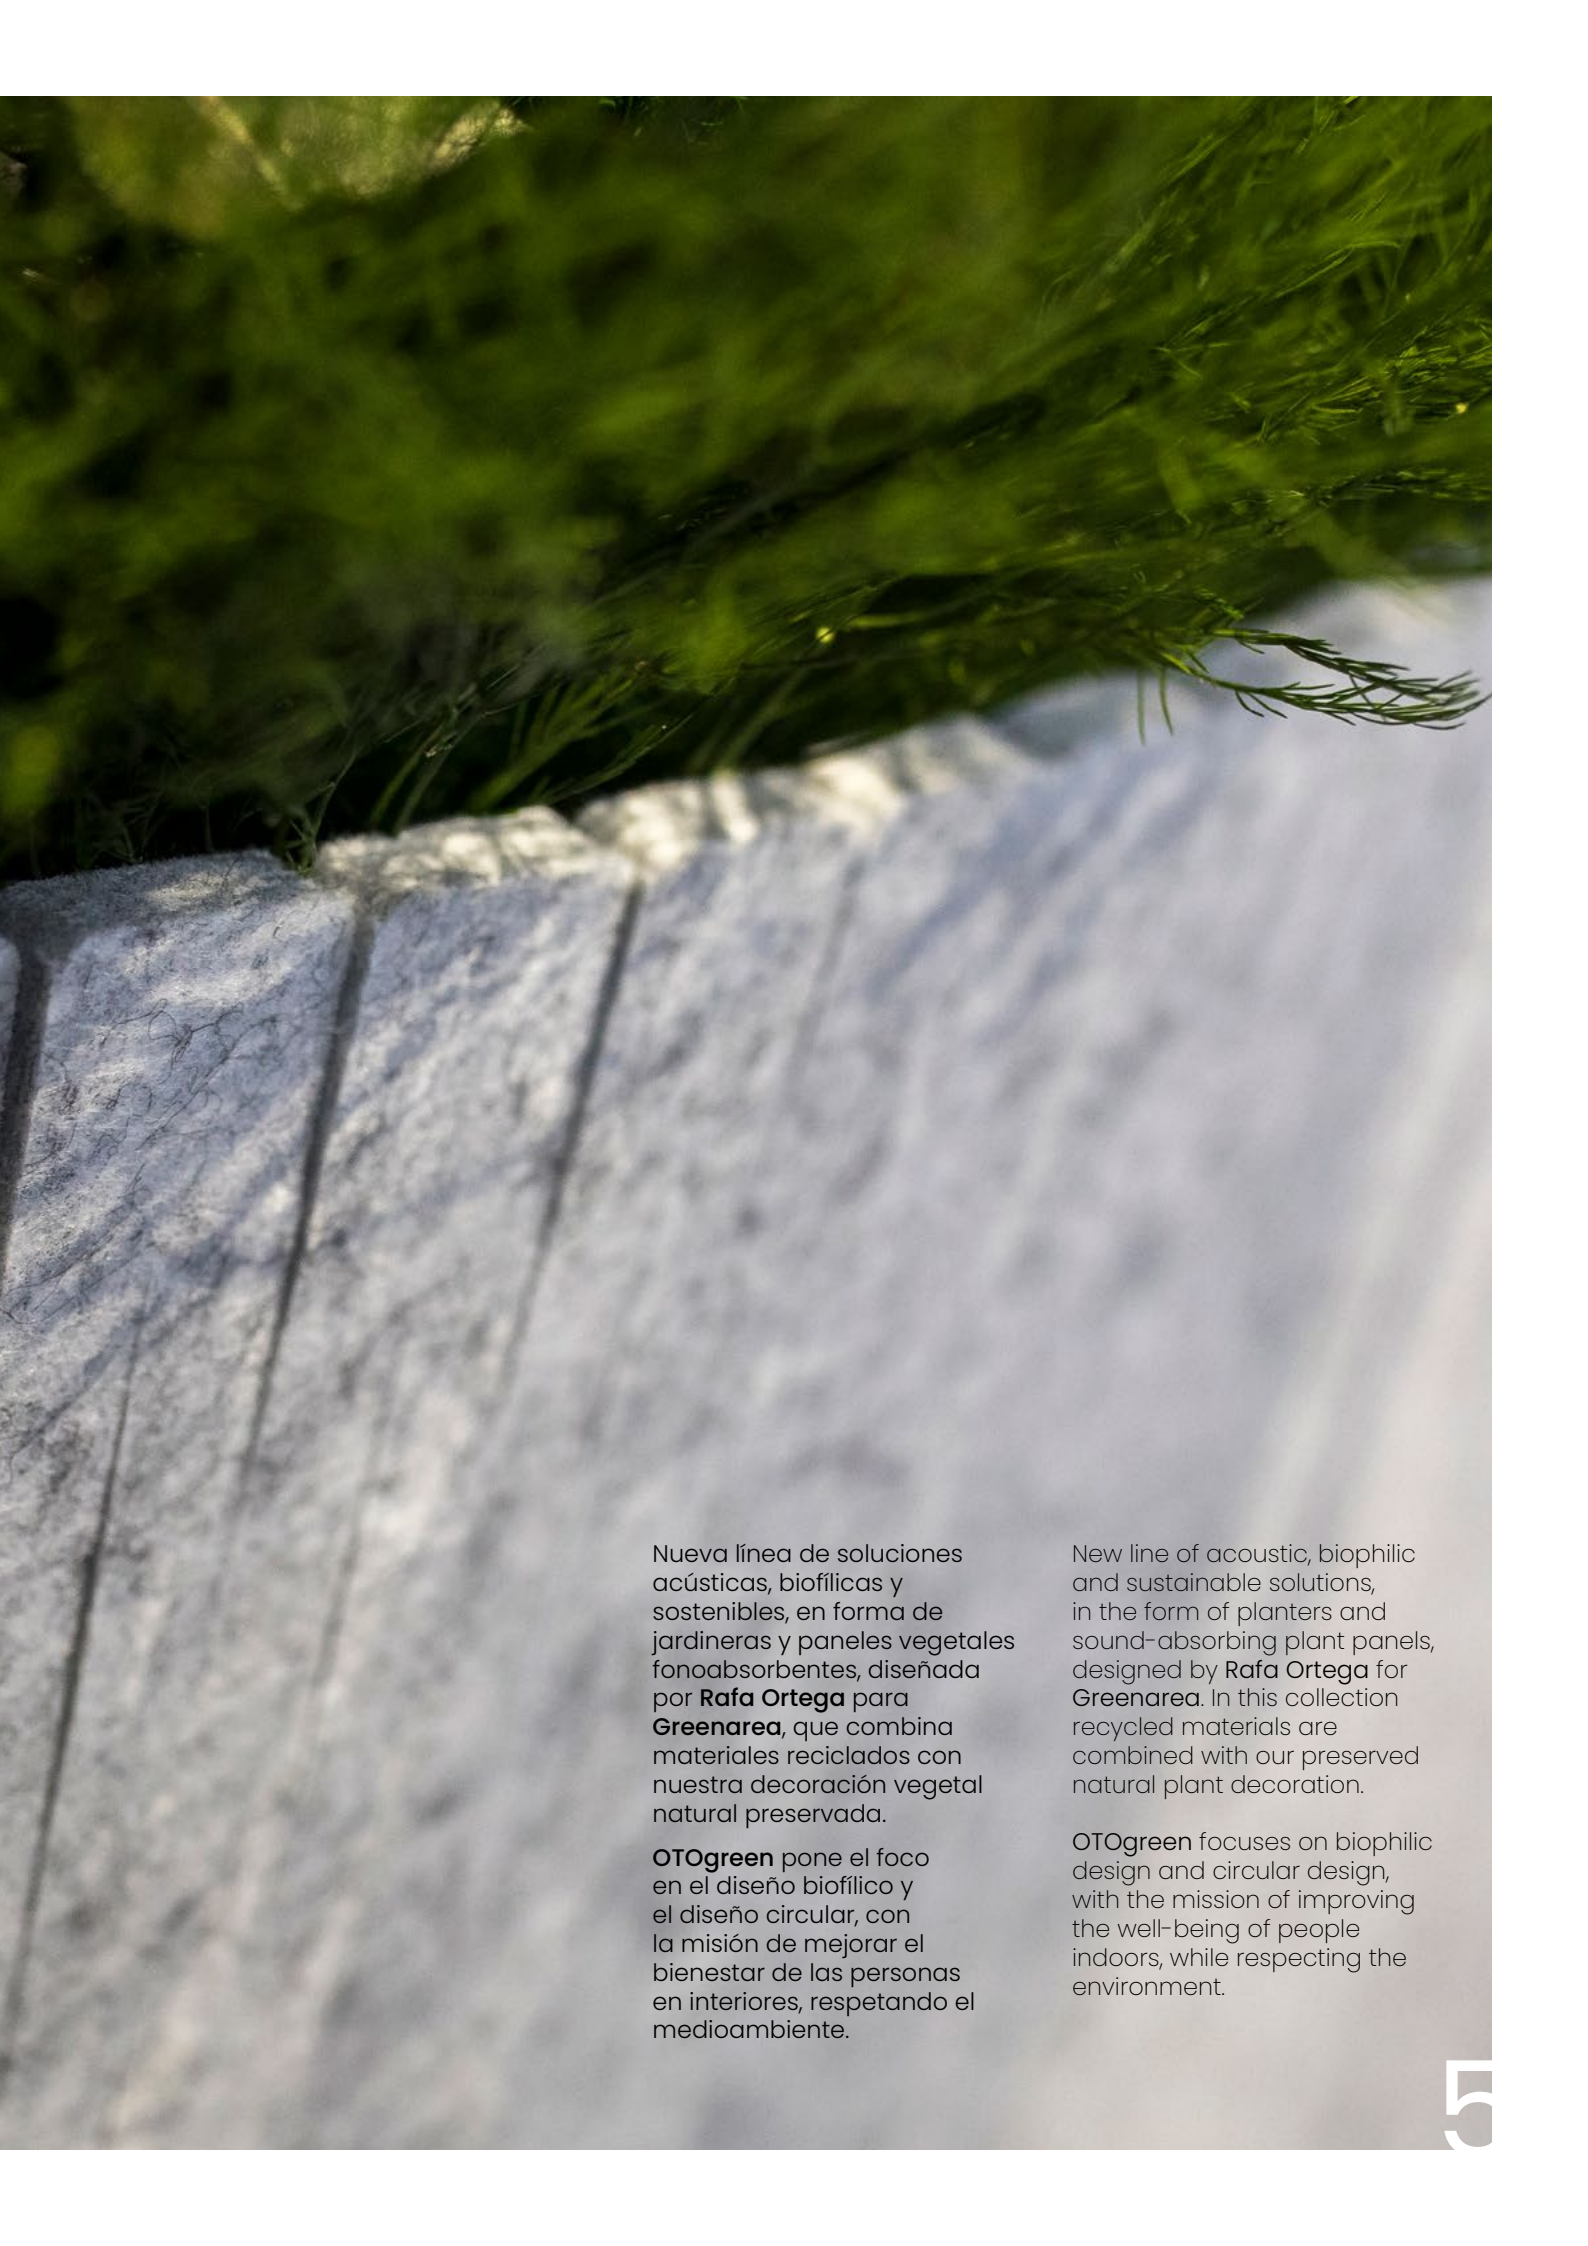 Nueva línea de soluciones
acústicas, biofílicas y
sostenibles, en forma de
jardineras y paneles vegetales
fonoabsorbentes, diseñada
por Rafa Ortega para
Greenarea, que combina
materiales reciclados con
nuestra decoración vegetal
natural preservada.
OTOgreen pone el foco
en el diseño biofílico y
el diseño circular, con
la misión de mejorar el
bienestar de las personas
en interiores, respetando el
medioambiente.
New line of acoustic, biophilic
and sustainable solutions,
in the form of planters and
sound-absorbing plant panels,
designed by Rafa Ortega for
Greenarea. In this collection
recycled materials are
combined with our preserved
natural plant decoration.
OTOgreen focuses on biophilic
design and circular design,
with the mission of improving
the well-being of people
indoors, while respecting the
environment.
5